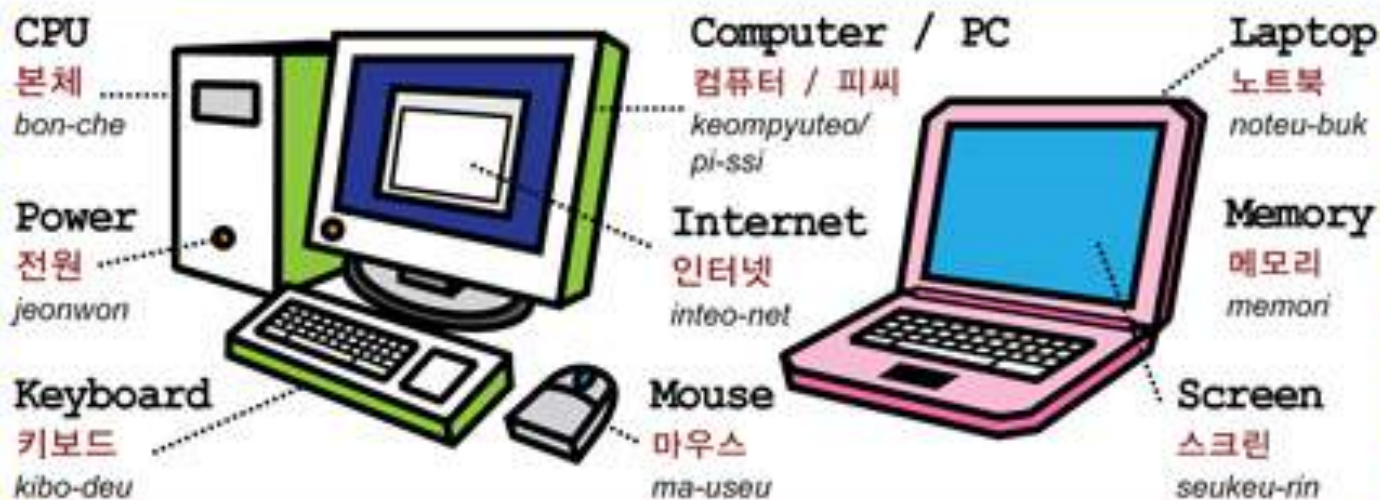 CPU
본체
bon-che
Power
전원
jeonwon
Keyboard
키보드
kibo-deu
Computer / PC
컴퓨터 / 피씨
keompyuteo/
pi-ssi
Internet
인터넷
inteo-net
Mouse
마우스
ma-useu
Laptop
노트북
noteu-buk
Memory
메모리
memori
Screen
스크린
seukeu-rin